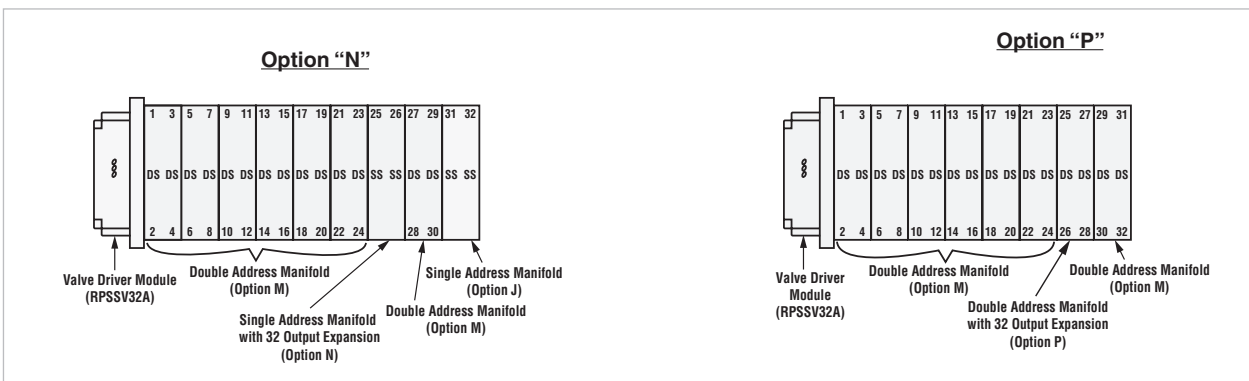 Option “N”
1 3 5 7 9 11 13 15 17 19 21 23 25 26 27 29 31 32
DS DS DS DS DS DS DS DS DS DS DS DS SS SS DS DS SS SS
2 4 6 8 10 12 14 16 18 20 22 24 28 30
Valve Driver Module
(RPSSV32A)
Double Address Manifold
(Option M)
Single Address Manifold
with 32 Output Expansion
(Option N)
Double Address Manifold
(Option M)
Single Address Manifold
(Option J)
Option “P”
1 3 5 7 9 11 13 15 17 19 21 23 25 27 29 31
DS DS DS DS DS DS DS DS DS DS DS DS DS DS DS DS
2 4 6 8 10 12 14 16 18 20 22 24 26 28 30 32
Valve Driver
Module
(RPSSV32A)
Double Address Manifold
(Option M)
Double Address Manifold
with 32 Output Expansion
(Option P)
Double Address Manifold
(Option M)